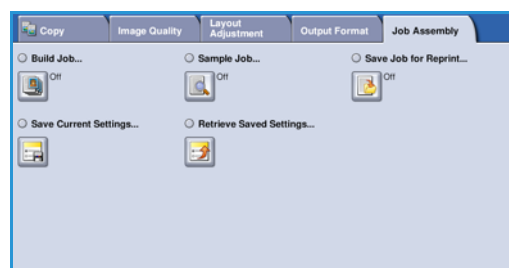 Copy
Image Quality
Layout
Adjustment
Output Format
Job Assembly
Build Job...
Sample Job...
Save Job for Reprint...
Off
Off
Off
Save Current Settings...
Retrieve Saved Settings...